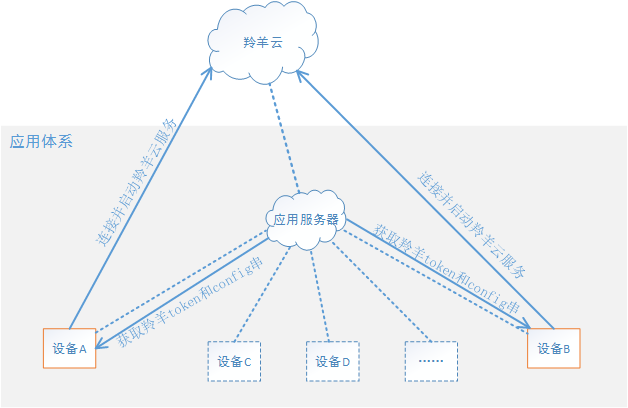 羚羊云
应用体系
连接并启动羚羊云服务
连接并启动羚羊云服务
应用服务器
获取羚羊token和config串
获取羚羊token和config串
设备A
设备C
设备D
……
设备B